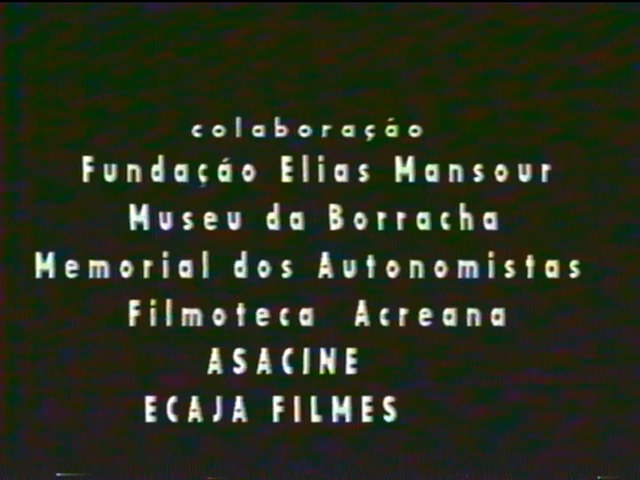 colaboração
Fundação Elias Mansour
Museu da Borracha
Memorial dos Autonomistas
Filmoteca Acreana
ASACINE
ECAJA FILMES